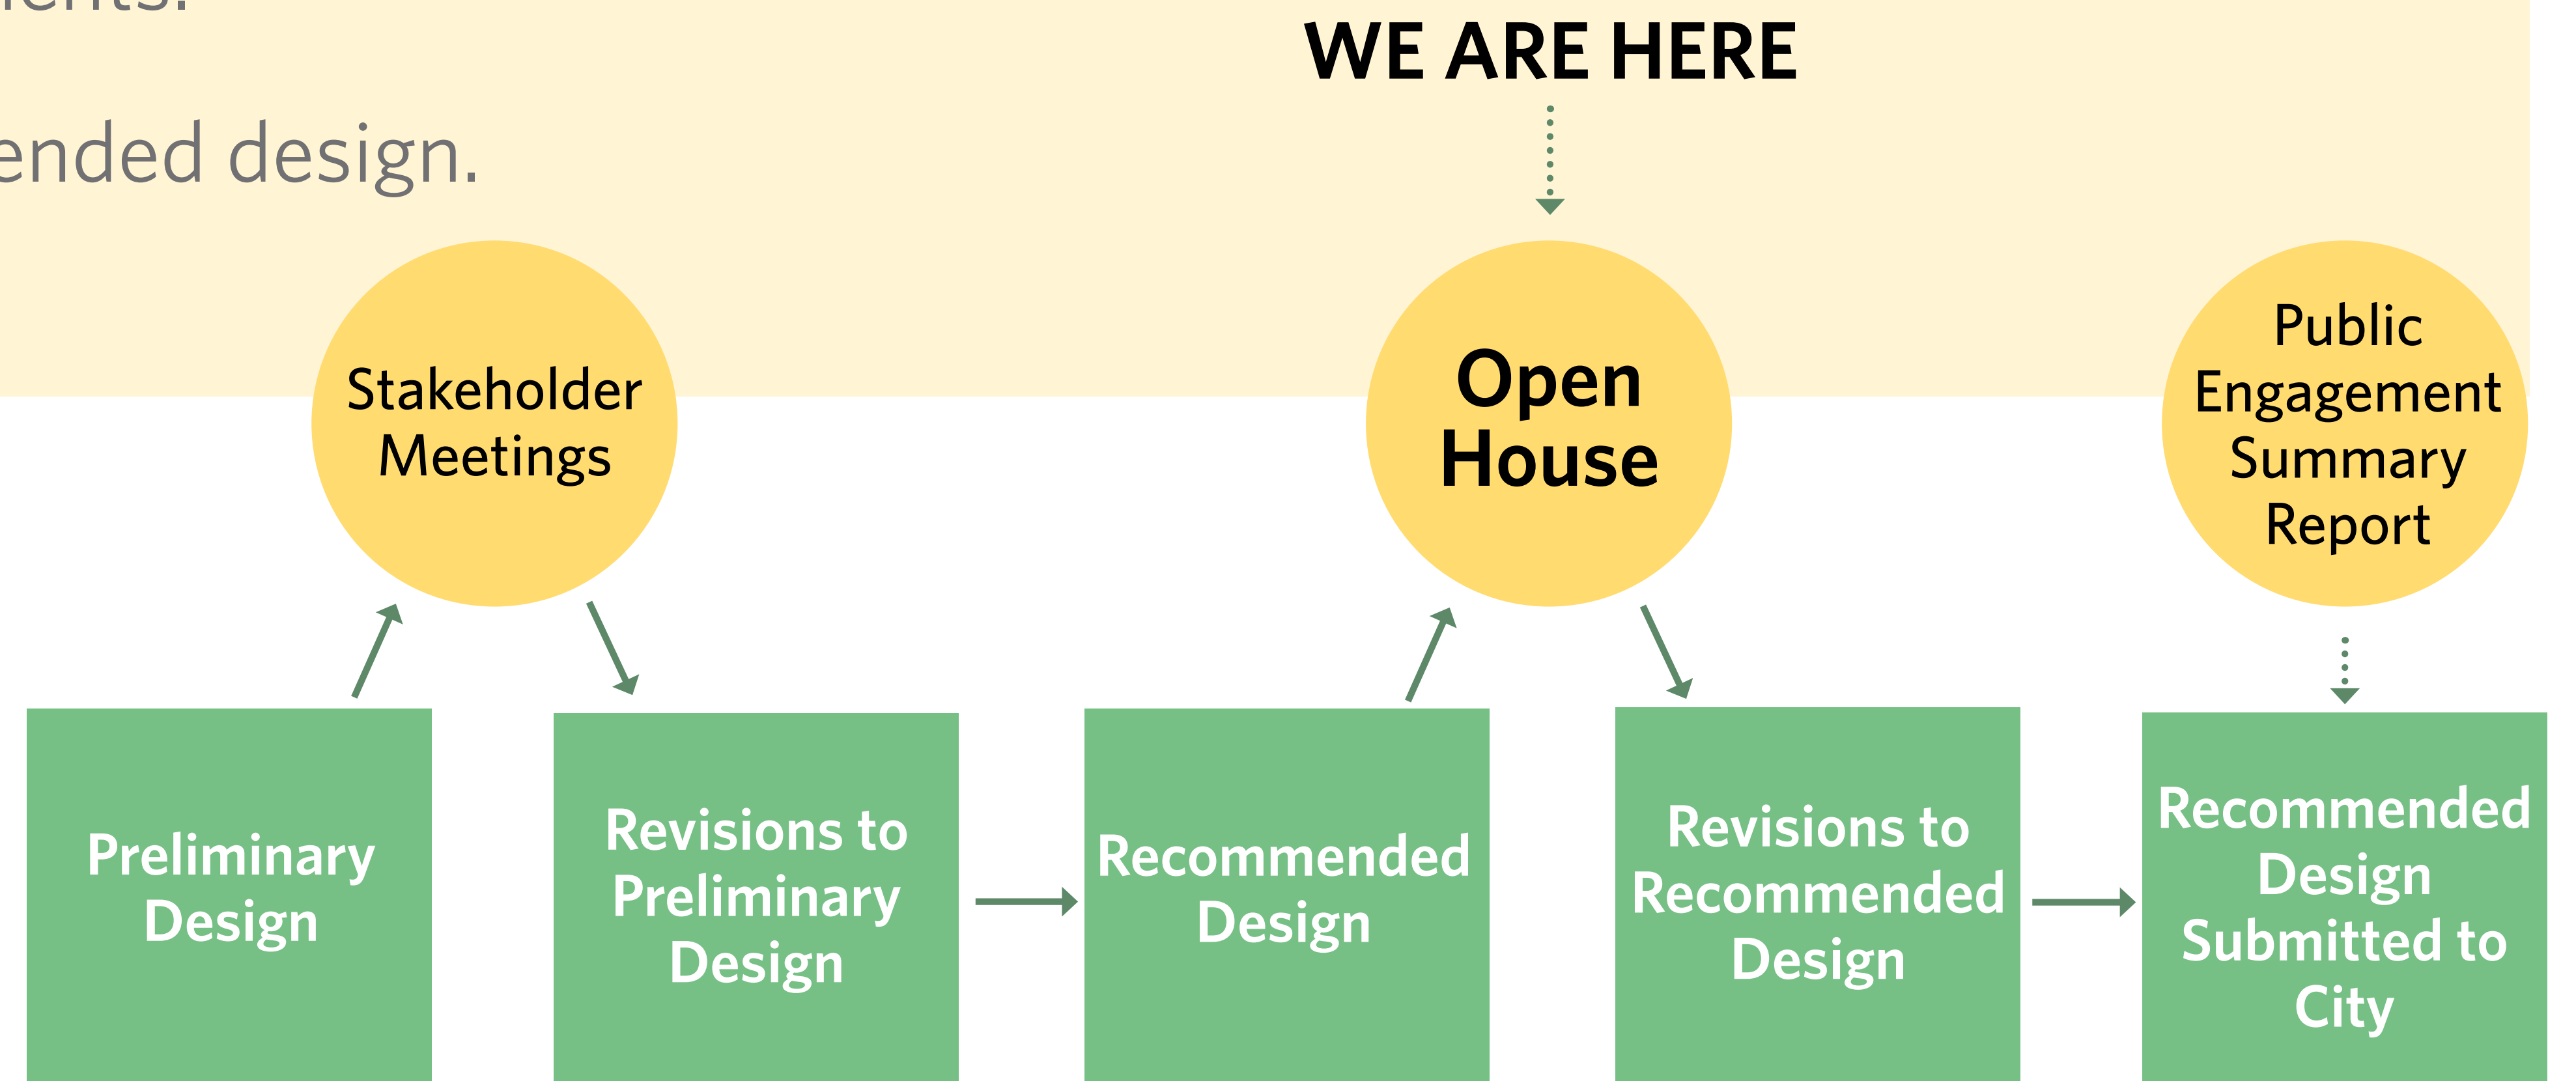 WE ARE HERE
design.
Stakeholder
Meetings
Open
House
Public
Engagement
Summary
Report
Preliminary
Design
Revisions to
Preliminary
Design
Recommended
Design
Revisions to
Recommended
Design
Recommended
Design
Submitted to
City